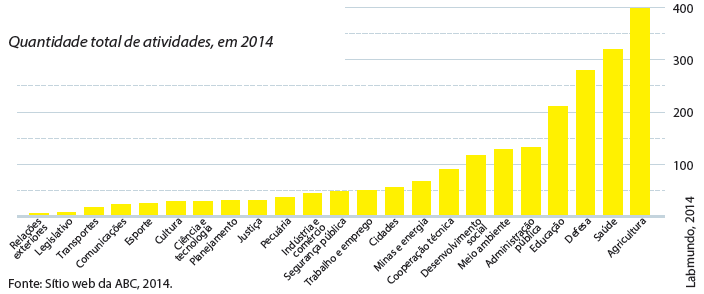 Quantidade total de atividades, em 2014
400
300
200
100
Relações
exteriores
Legislativo
Transportes
Comunicações
Esporte
Cultura
Ciência e
tecnologia
Planejamento
Justiça
Pecuária
Indústria e
comércio
Segurança pública
Trabalho e emprego
Cidades
Minas e energia
Cooperação técnica
Desenvolvimento
social
Meio ambiente
Administração
pública
Educação
Defesa
Saúde
Agricultura
Labmundo, 2014
Fonte: Sítio web da ABC, 2014.